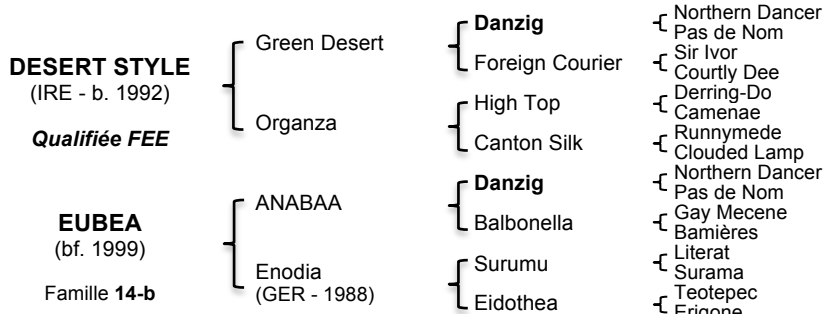 DESERT STYLE
(IRE - b. 1992)
Qualifiée FEE
EUBEA
(bf. 1999)
Famille 14-b
Green Desert
Organza
ANABAA
Enodia
(GER - 1988)
Danzig
Foreign Courier
High Top
Canton Silk
Danzig
Balbonella
Surumu
Eidothea
Northern Dancer
Pas de Nom
Sir Ivor
Courtly Dee
Derring-Do
Camenae
Runnymede
Clouded Lamp
Northern Dancer
Pas de Nom
Gay Mecene
Bamières
Literat
Surama
Teotepec
Erigone